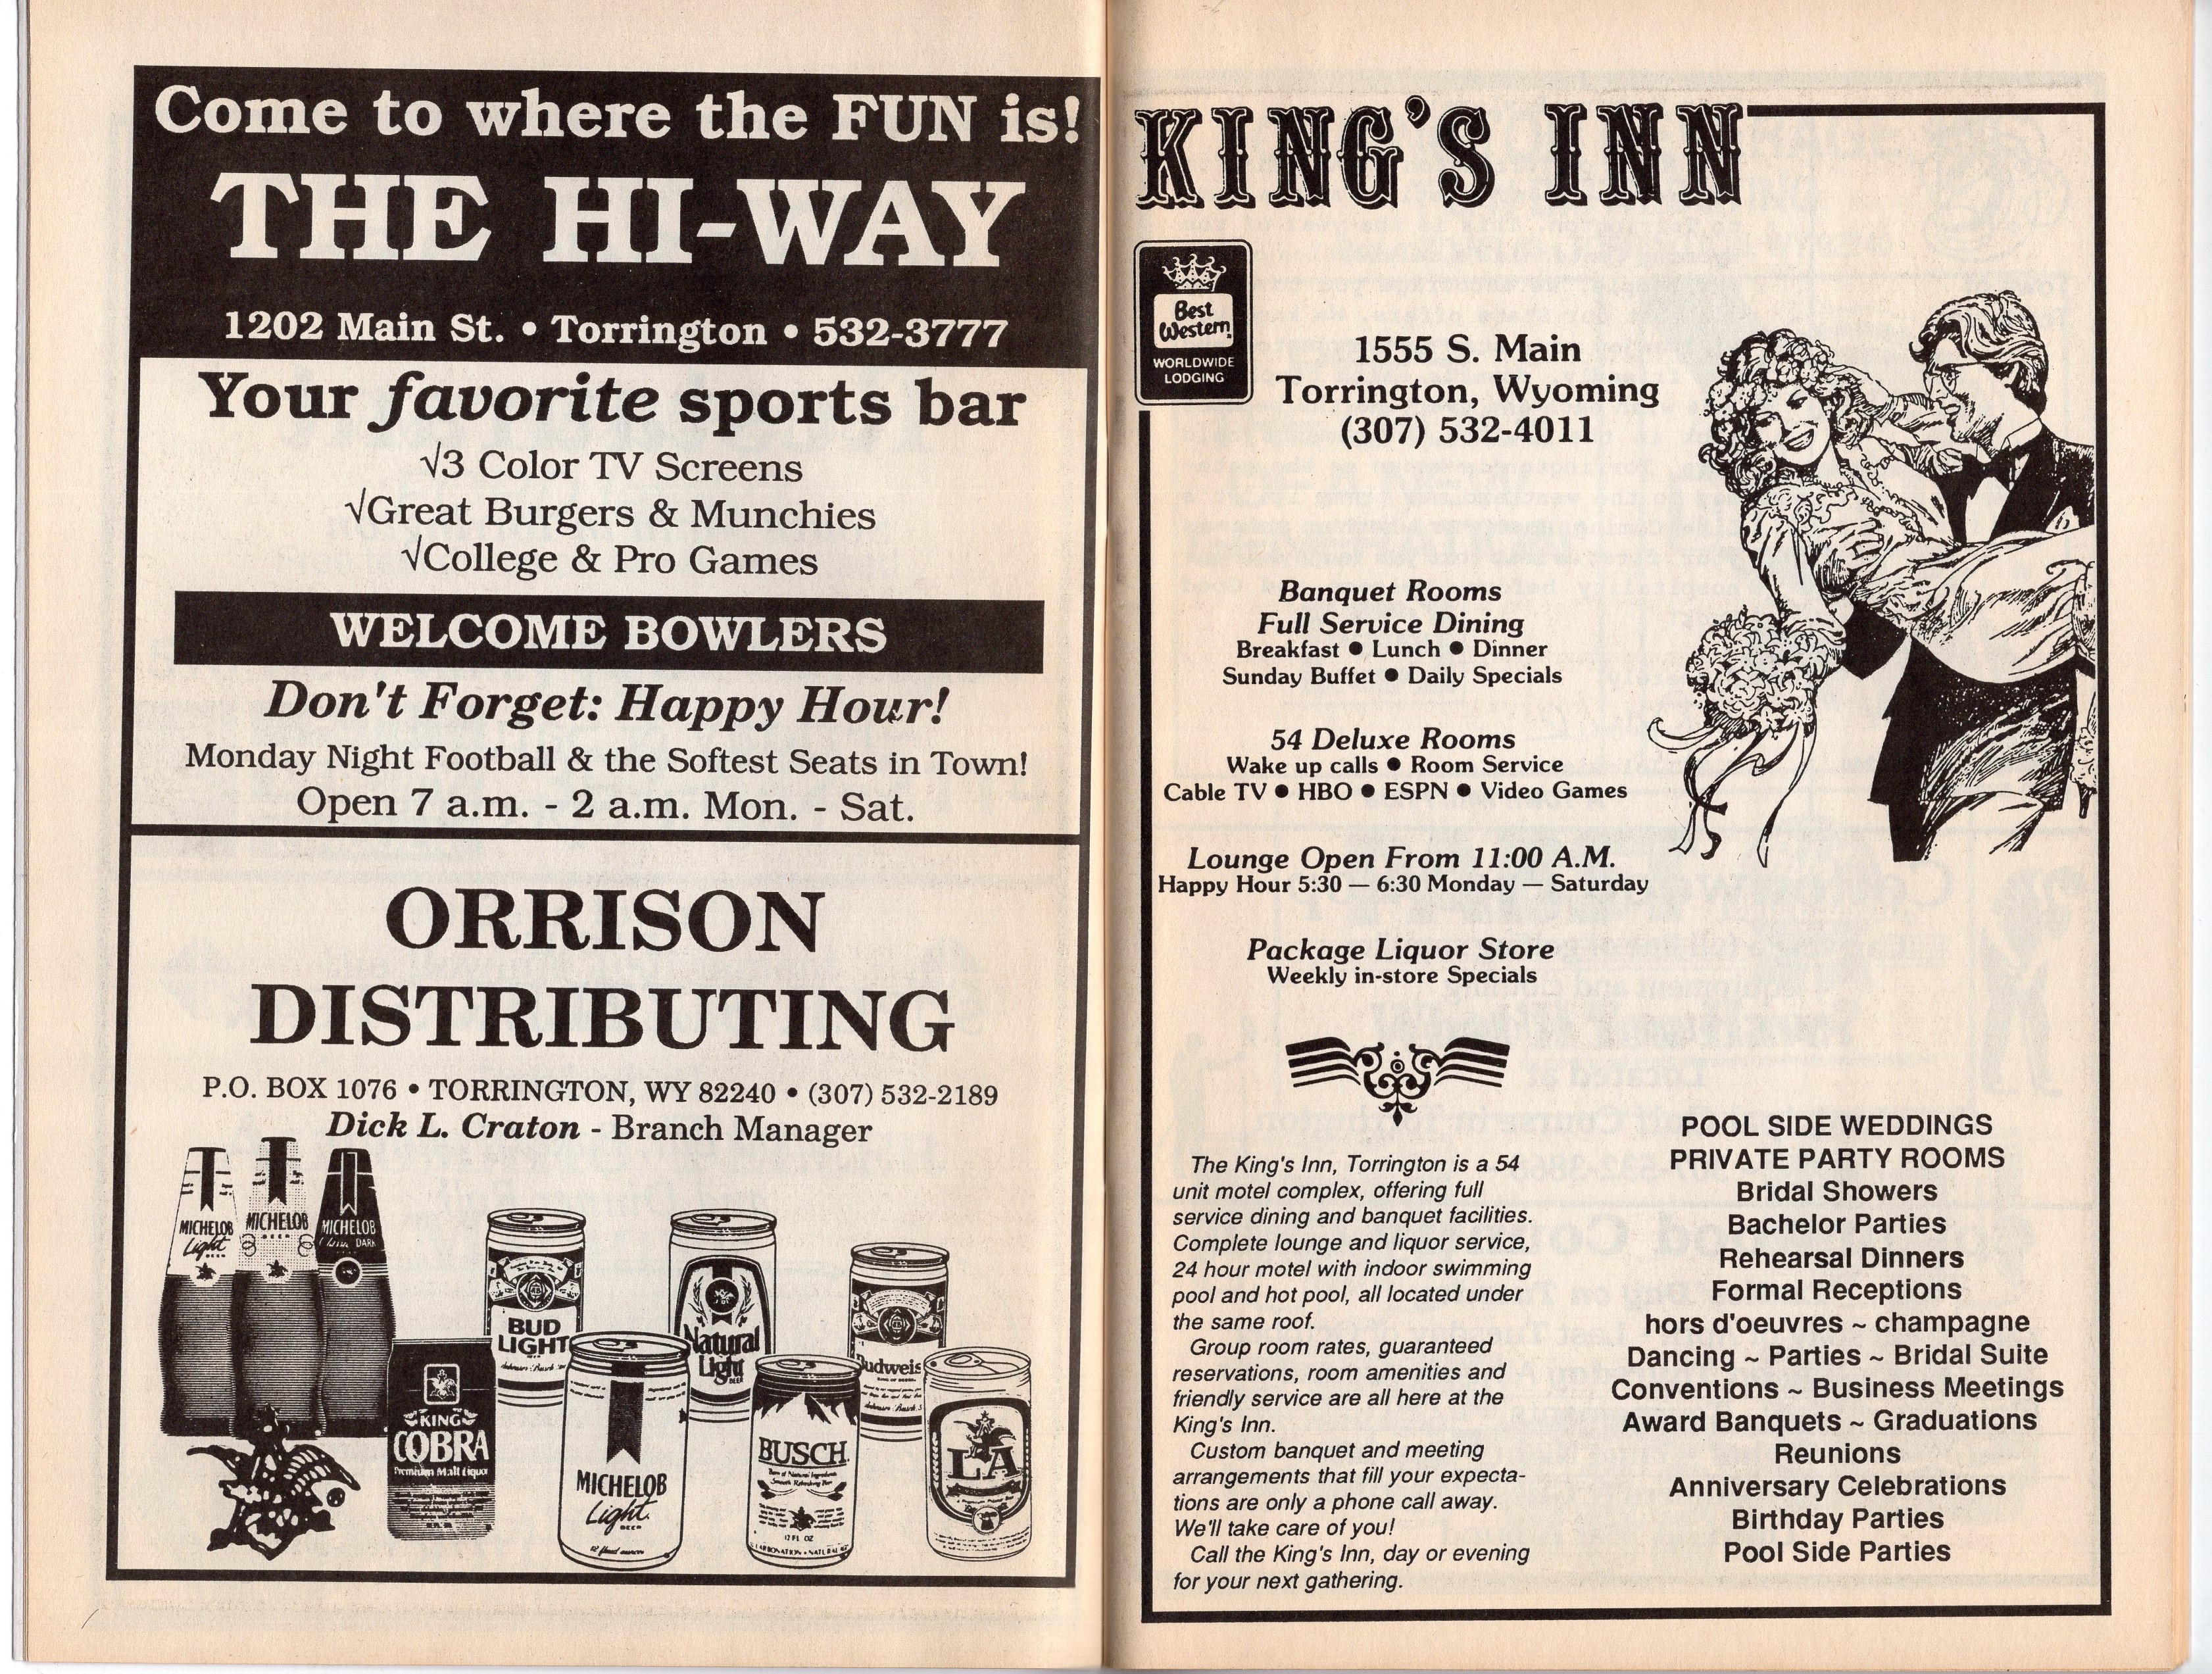 Come to where the FUN is!
THE HI-WAY
1202 Main St. • Torrington • 532-3777
Your favorite sports bar
√3 Color TV Screens
√Great Burgers & Munchies
√College & Pro Games
WELCOME BOWLERS
Don't Forget: Happy Hour!
Monday Night Football & the Softest Seats in Town!
Open 7 a.m. - 2 a.m. Mon. - Sat.
ORRISON
DISTRIBUTING
P.O. BOX 1076 • TORRINGTON, WY 82240 • (307) 532-2189
Dick L. Craton - Branch Manager
MICHELOB
Light
MICHELOB
BEER
MICHELOB
DARK
BUD
LIGHT
Natural
Light
BEER
Budweis
KING
COBRA
Premium Malt Liquor
MICHELOB
Light
BEER
12 fluid ounces
BUSCH
12 FL OZ
LA
KING'S INN
Best
Western
WORLDWIDE
LODGING
1555 S. Main
Torrington, Wyoming
(307) 532-4011
Banquet Rooms
Full Service Dining
Breakfast ● Lunch ● Dinner
Sunday Buffet ● Daily Specials
54 Deluxe Rooms
Wake up calls ● Room Service
Cable TV ● HBO ● ESPN ● Video Games
Lounge Open From 11:00 A.M.
Happy Hour 5:30 — 6:30 Monday — Saturday
Package Liquor Store
Weekly in-store Specials
The King's Inn, Torrington is a 54
unit motel complex, offering full
service dining and banquet facilities.
Complete lounge and liquor service,
24 hour motel with indoor swimming
pool and hot pool, all located under
the same roof.
Group room rates, guaranteed
reservations, room amenities and
friendly service are all here at the
King's Inn.
Custom banquet and meeting
arrangements that fill your expecta-
tions are only a phone call away.
We'll take care of you!
Call the King's Inn, day or evening
for your next gathering.
POOL SIDE WEDDINGS
PRIVATE PARTY ROOMS
Bridal Showers
Bachelor Parties
Rehearsal Dinners
Formal Receptions
hors d'oeuvres ~ champagne
Dancing ~ Parties ~ Bridal Suite
Conventions ~ Business Meetings
Award Banquets ~ Graduations
Reunions
Anniversary Celebrations
Birthday Parties
Pool Side Parties